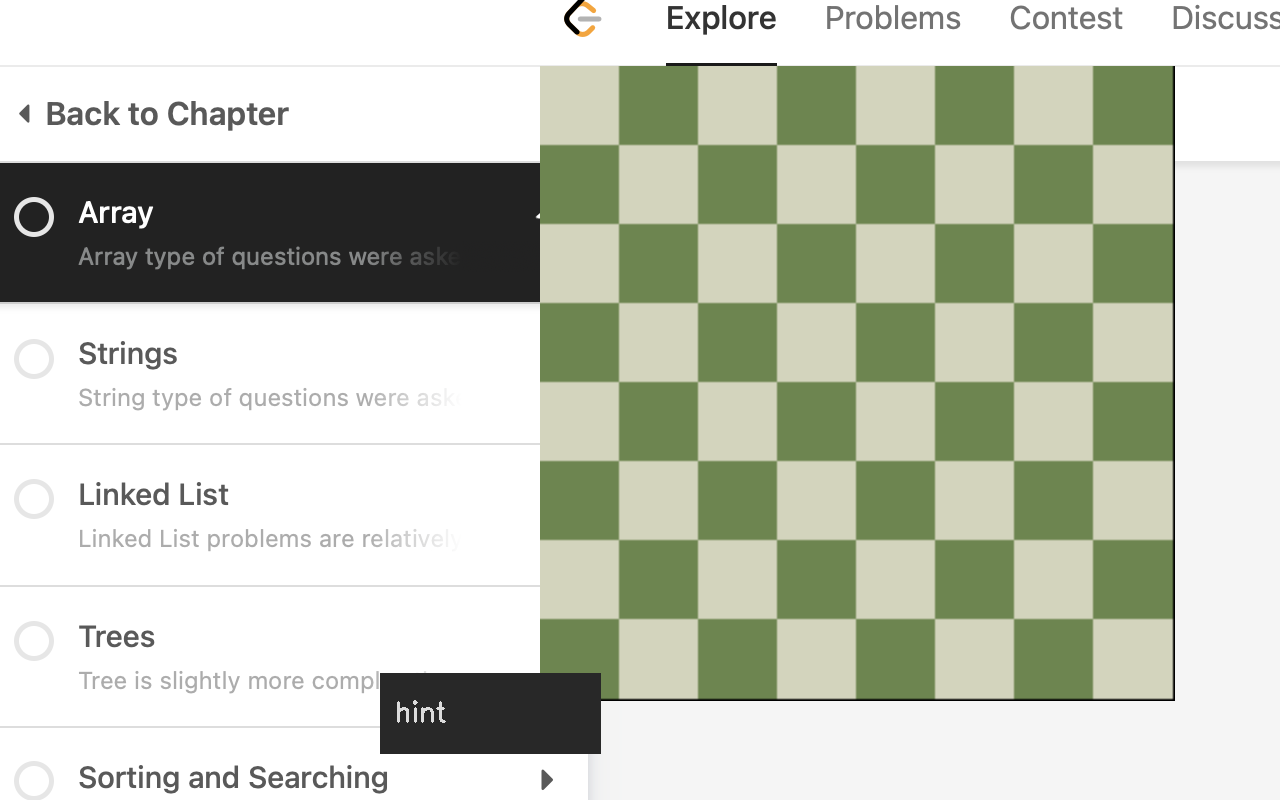 Explore Problems Contest Discuss
Back to Chapter
Array
Array type of questions were aske
Strings
String type of questions were ask
Linked List
Linked List problems are relatively
Trees
Tree is slightly more compl
hint
Sorting and Searching